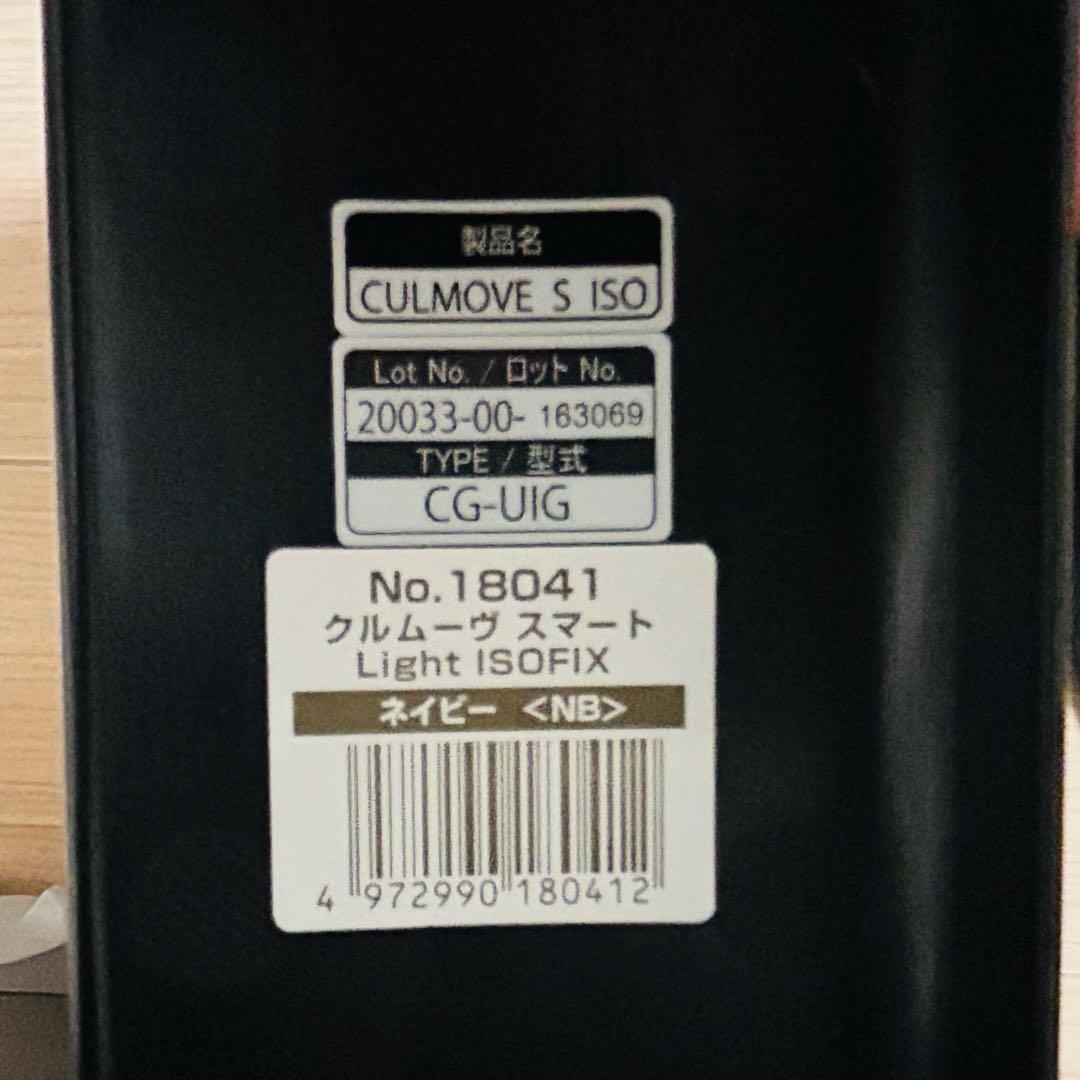 製品名
CULMOVE S ISO
Lot No. / ロット No.
20033-00- 163069
TYPE / 型式
CG-UIG
No.18041
クルムーヴ スマート
Light ISOFIX
ネイビー <NB>
4 972990 180412